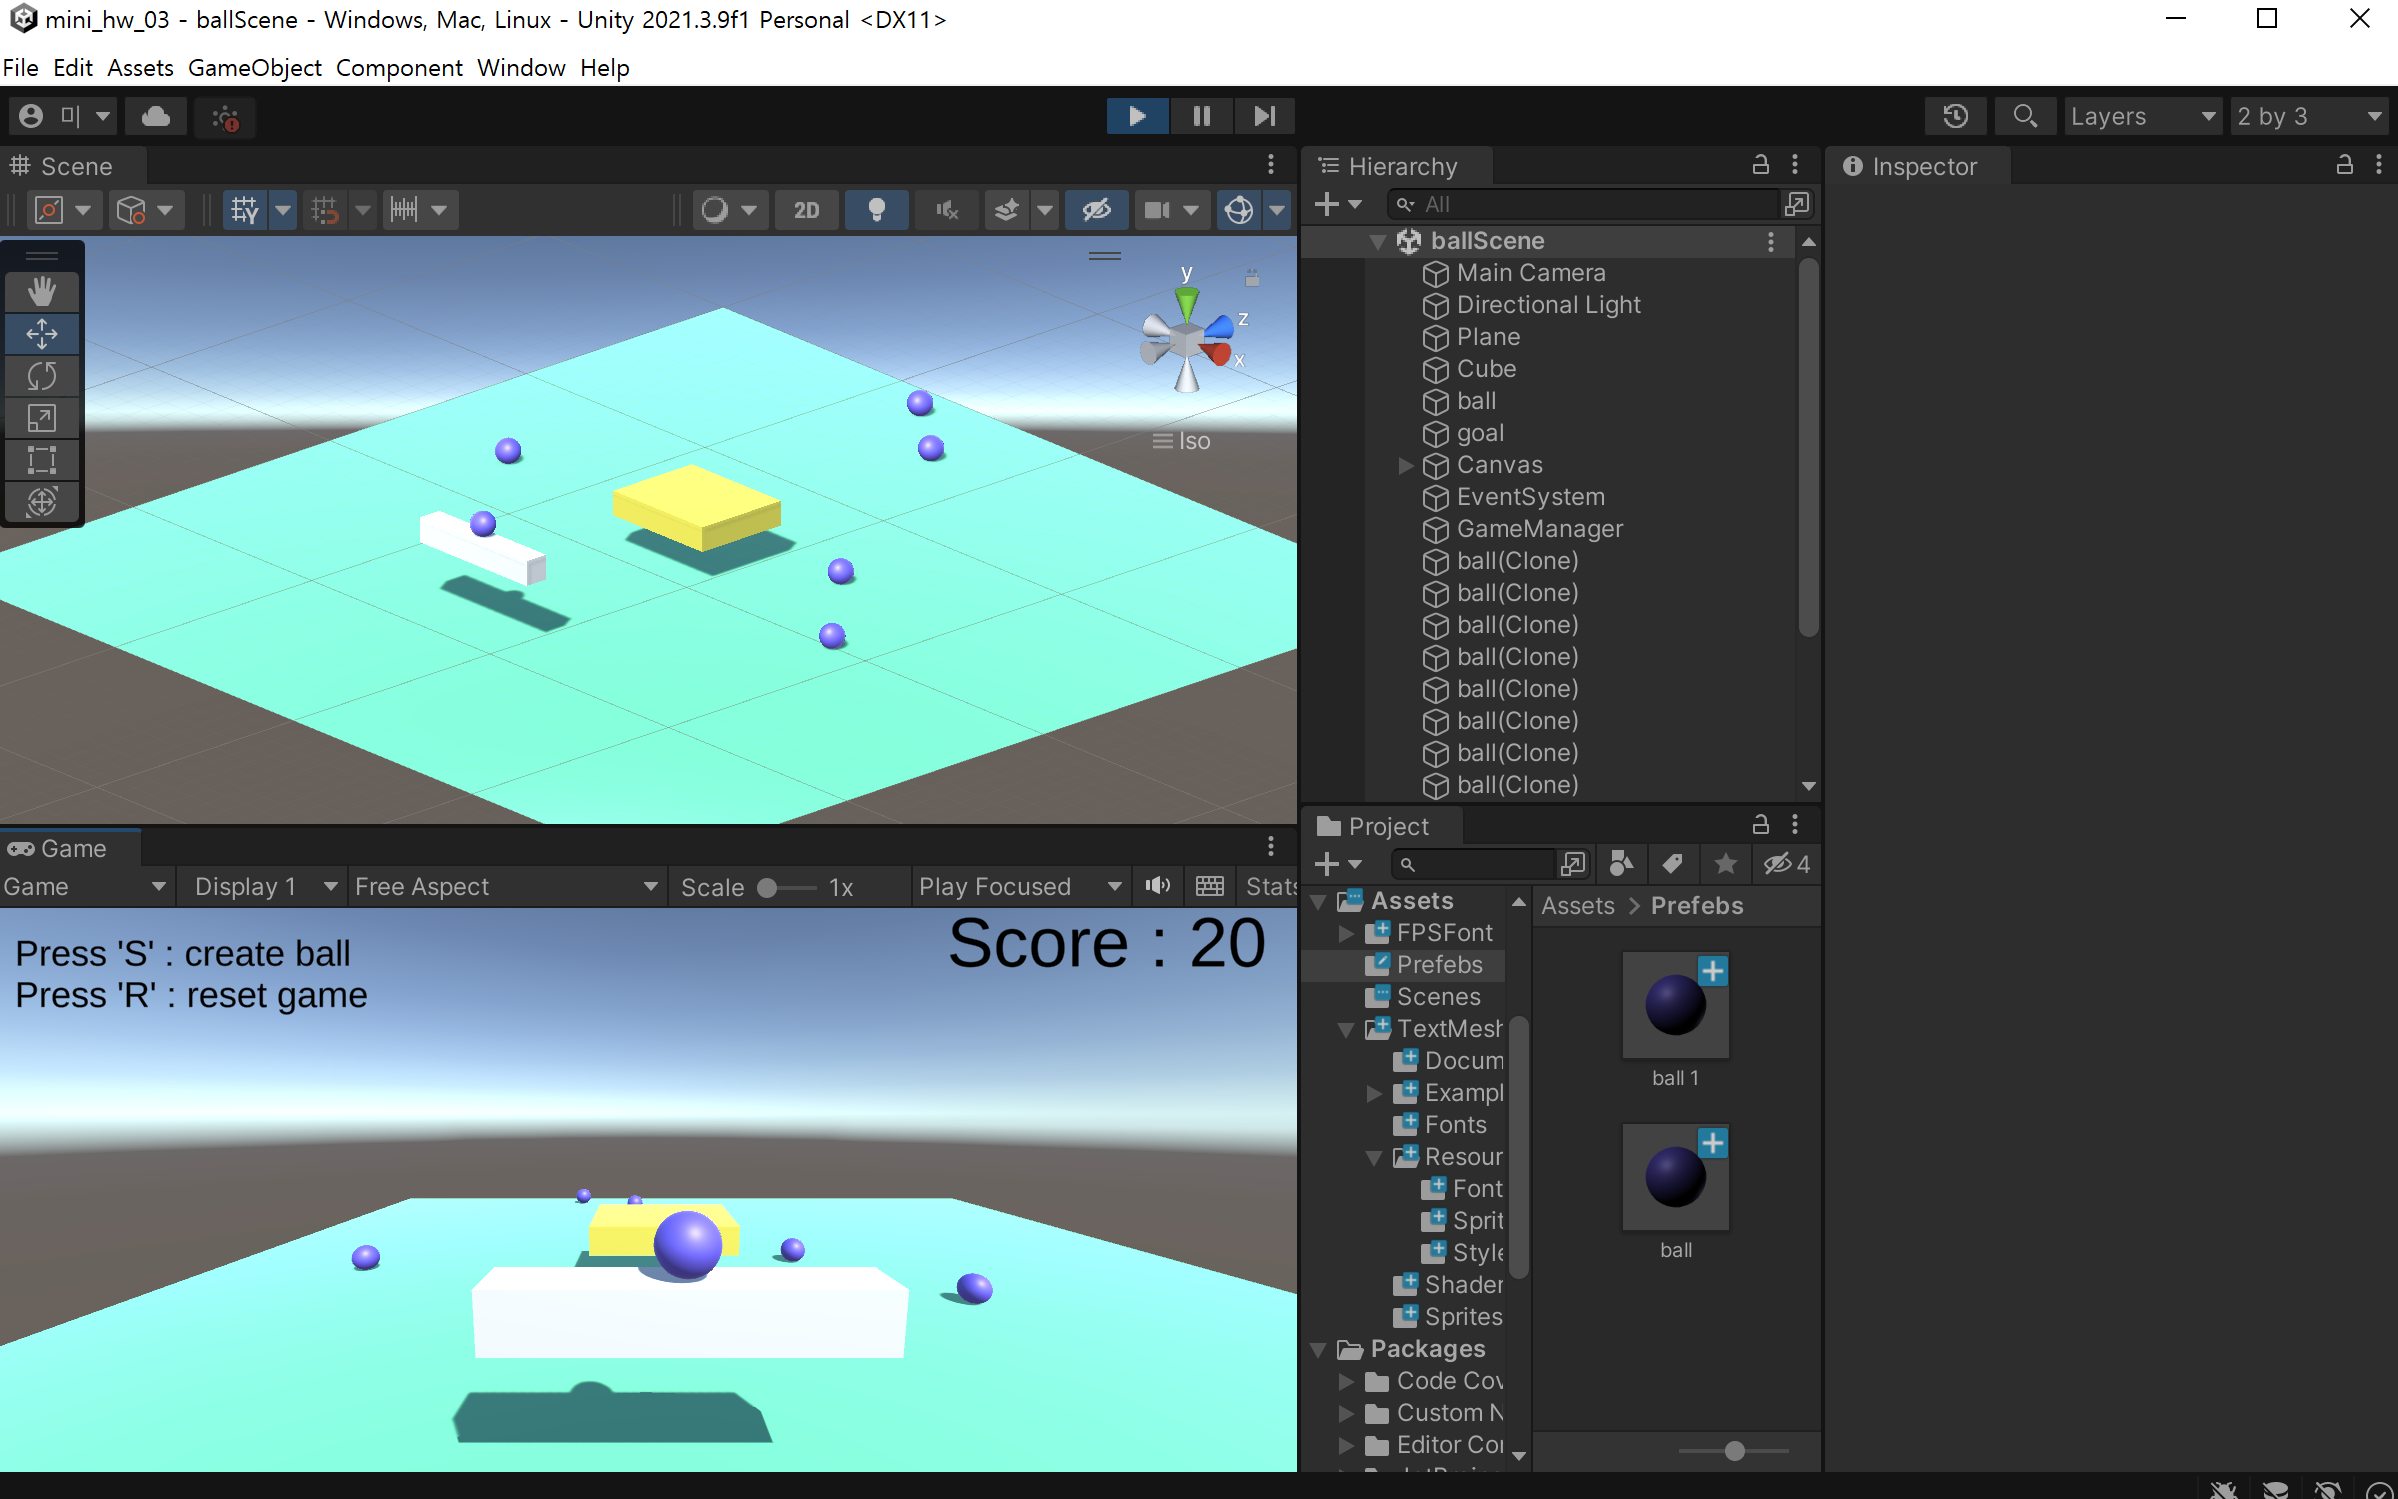 mini_hw_03 - ballScene - Windows, Mac, Linux - Unity 2021.3.9f1 Personal <DX11>
File Edit Assets GameObject Component Window Help
미
Layers
2 by 3
Scene
2D
y
z
x
Iso
Hierarchy
All
ballScene
Main Camera
Directional Light
Plane
Cube
ball
goal
Canvas
EventSystem
GameManager
ball(Clone)
ball(Clone)
ball(Clone)
ball(Clone)
ball(Clone)
ball(Clone)
ball(Clone)
ball(Clone)
Inspector
Game
Game
Display 1
Free Aspect
Scale
1x
Play Focused
Stats
Press 'S' : create ball
Press 'R' : reset game
Score : 20
Project
4
Assets
FPSFont
Prefebs
Scenes
TextMesh
Docum
Exampl
Fonts
Resour
Font
Sprit
Style
Shader
Sprites
Packages
Code Cov
Custom N
Editor Cor
Assets > Prefebs
ball 1
ball